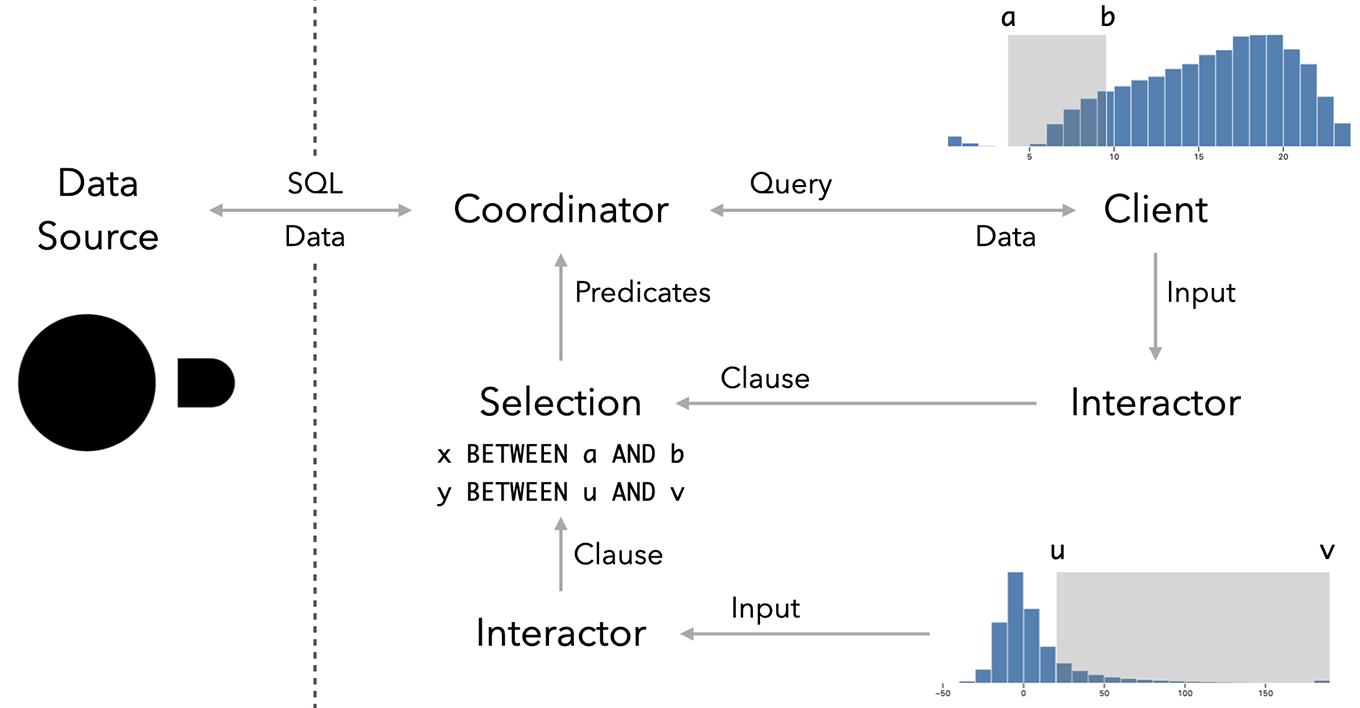 a b
5 10 15 20
Data
Source
SQL
Data
Coordinator
Query
Data
Client
Predicates
Input
Selection
Clause
Interactor
x BETWEEN a AND b
y BETWEEN u AND v
Clause
Interactor
Input
u v
-50 0 50 100 150